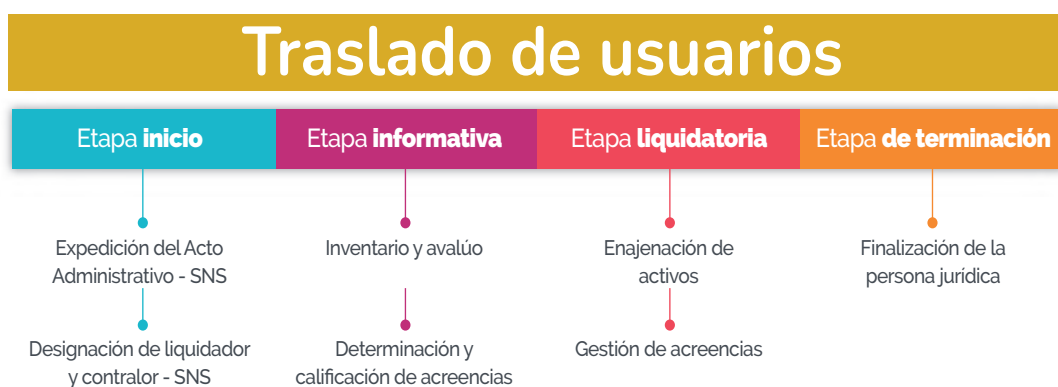 Traslado de usuarios
Etapa inicio
Etapa informativa
Etapa liquidatoria
Etapa de terminación
Expedición del Acto
Administrativo - SNS
Inventario y avalúo
Enajenación de
activos
Finalización de la
persona jurídica
Designación de liquidador
y contralor - SNS
Determinación y
calificación de acreencias
Gestión de acreencias